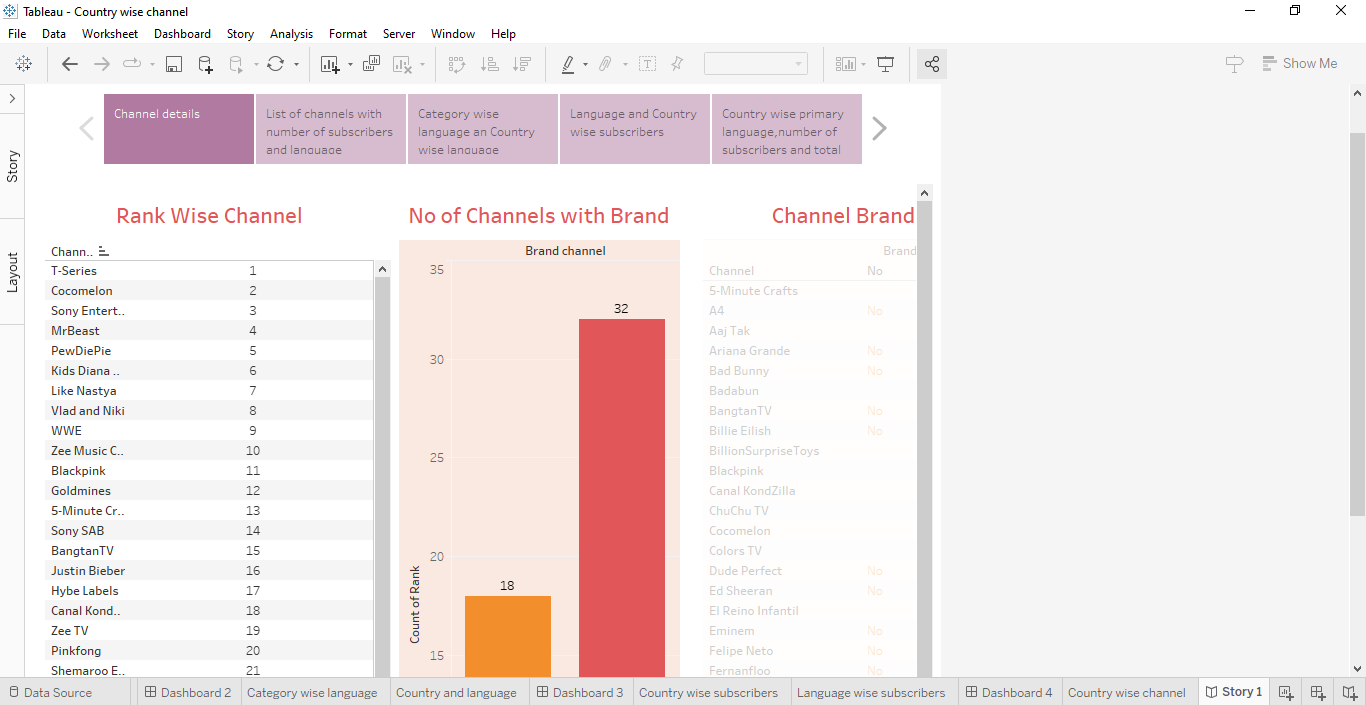 Tableau - Country wise channel
File Data Worksheet Dashboard Story Analysis Format Server Window Help
Show Me
Story
Layout
Channel details
List of channels with
number of subscribers
and language
Category wise
language an Country
wise language
Language and Country
wise subscribers
Country wise primary
language,number of
subscribers and total
Rank Wise Channel
Chann..
T-Series 1
Cocomelon 2
Sony Entert.. 3
MrBeast 4
PewDiePie 5
Kids Diana .. 6
Like Nastya 7
Vlad and Niki 8
WWE 9
Zee Music C.. 10
Blackpink 11
Goldmines 12
5-Minute Cr.. 13
Sony SAB 14
BangtanTV 15
Justin Bieber 16
Hybe Labels 17
Canal Kond.. 18
Zee TV 19
Pinkfong 20
Shemaroo E.. 21
No of Channels with Brand
Brand channel
35
30
25
20
15
Count of Rank
32
18
Channel Brand
Brand
Channel No
5-Minute Crafts
A4 No
Aaj Tak
Ariana Grande No
Bad Bunny No
Badabun
BangtanTV No
Billie Eilish No
BillionSurpriseToys
Blackpink
Canal KondZilla
ChuChu TV
Cocomelon
Colors TV
Dude Perfect No
Ed Sheeran No
El Reino Infantil
Eminem No
Felipe Neto No
Fernanfloo No
Data Source Dashboard 2 Category wise language Country and language Dashboard 3 Country wise subscribers Language wise subscribers Dashboard 4 Country wise channel Story 1